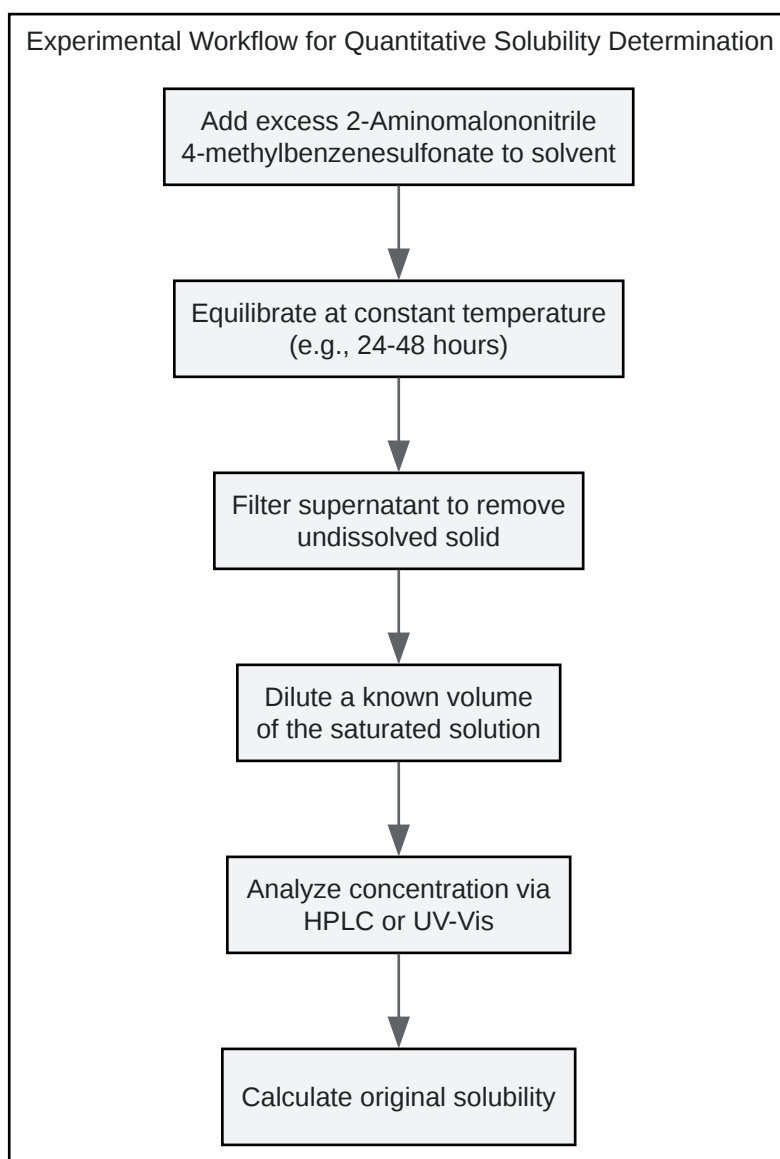 Experimental Workflow for Quantitative Solubility Determination
Add excess 2-Aminomalononitrile
4-methylbenzenesulfonate to solvent
Equilibrate at constant temperature
(e.g., 24-48 hours)
Filter supernatant to remove
undissolved solid
Dilute a known volume
of the saturated solution
Analyze concentration via
HPLC or UV-Vis
Calculate original solubility